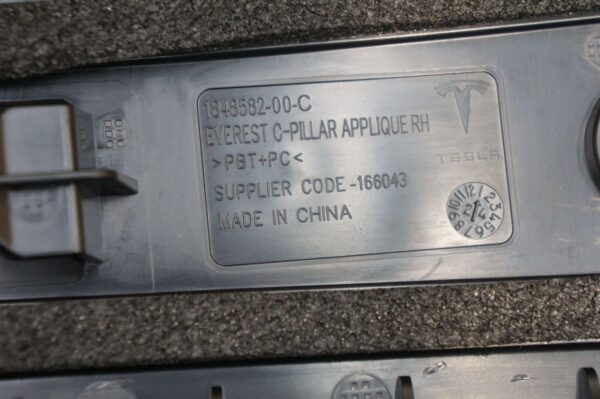 1848582-00-C
EVEREST C-PILLAR APPLIQUE RH
>PBT+PC<
TESLA
SUPPLIER CODE -166043
MADE IN CHINA